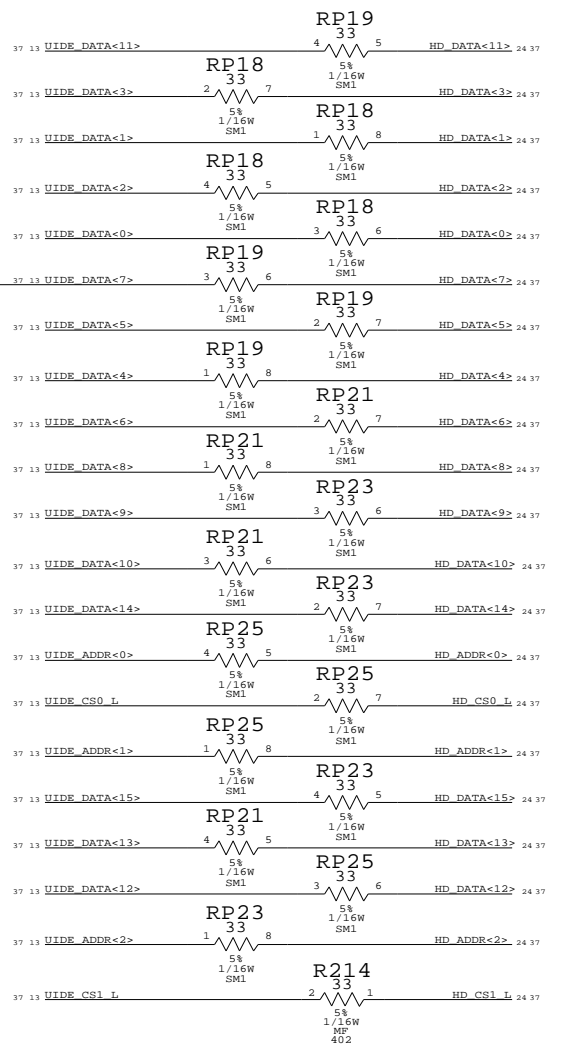 RP19
33
37 13 UIDE_DATA<11> 4 5 HD_DATA<11> 24 37
5%
1/16W
SM1
RP18
33
37 13 UIDE_DATA<3> 2 7 HD_DATA<3> 24 37
5%
1/16W
SM1
RP18
33
37 13 UIDE_DATA<1> 1 8 HD_DATA<1> 24 37
5%
1/16W
SM1
RP18
33
37 13 UIDE_DATA<2> 4 5 HD_DATA<2> 24 37
5%
1/16W
SM1
RP18
33
37 13 UIDE_DATA<0> 3 6 HD_DATA<0> 24 37
5%
1/16W
SM1
RP19
33
37 13 UIDE_DATA<7> 3 6 HD_DATA<7> 24 37
5%
1/16W
SM1
RP19
33
37 13 UIDE_DATA<5> 2 7 HD_DATA<5> 24 37
5%
1/16W
SM1
RP19
33
37 13 UIDE_DATA<4> 1 8 HD_DATA<4> 24 37
5%
1/16W
SM1
RP21
33
37 13 UIDE_DATA<6> 2 7 HD_DATA<6> 24 37
5%
1/16W
SM1
RP21
33
37 13 UIDE_DATA<8> 1 8 HD_DATA<8> 24 37
5%
1/16W
SM1
RP23
33
37 13 UIDE_DATA<9> 3 6 HD_DATA<9> 24 37
5%
1/16W
SM1
RP21
33
37 13 UIDE_DATA<10> 3 6 HD_DATA<10> 24 37
5%
1/16W
SM1
RP23
33
37 13 UIDE_DATA<14> 2 7 HD_DATA<14> 24 37
5%
1/16W
SM1
RP25
33
37 13 UIDE_ADDR<0> 4 5 HD_ADDR<0> 24 37
5%
1/16W
SM1
RP25
33
37 13 UIDE_CS0_L 2 7 HD_CS0_L 24 37
5%
1/16W
SM1
RP25
33
37 13 UIDE_ADDR<1> 1 8 HD_ADDR<1> 24 37
5%
1/16W
SM1
RP23
33
37 13 UIDE_DATA<15> 4 5 HD_DATA<15> 24 37
5%
1/16W
SM1
RP21
33
37 13 UIDE_DATA<13> 4 5 HD_DATA<13> 24 37
5%
1/16W
SM1
RP25
33
37 13 UIDE_DATA<12> 3 6 HD_DATA<12> 24 37
5%
1/16W
SM1
RP23
33
37 13 UIDE_ADDR<2> 1 8 HD_ADDR<2> 24 37
5%
1/16W
SM1
R214
33
37 13 UIDE_CS1_L 2 1 HD_CS1_L 24 37
5%
1/16W
MF
402